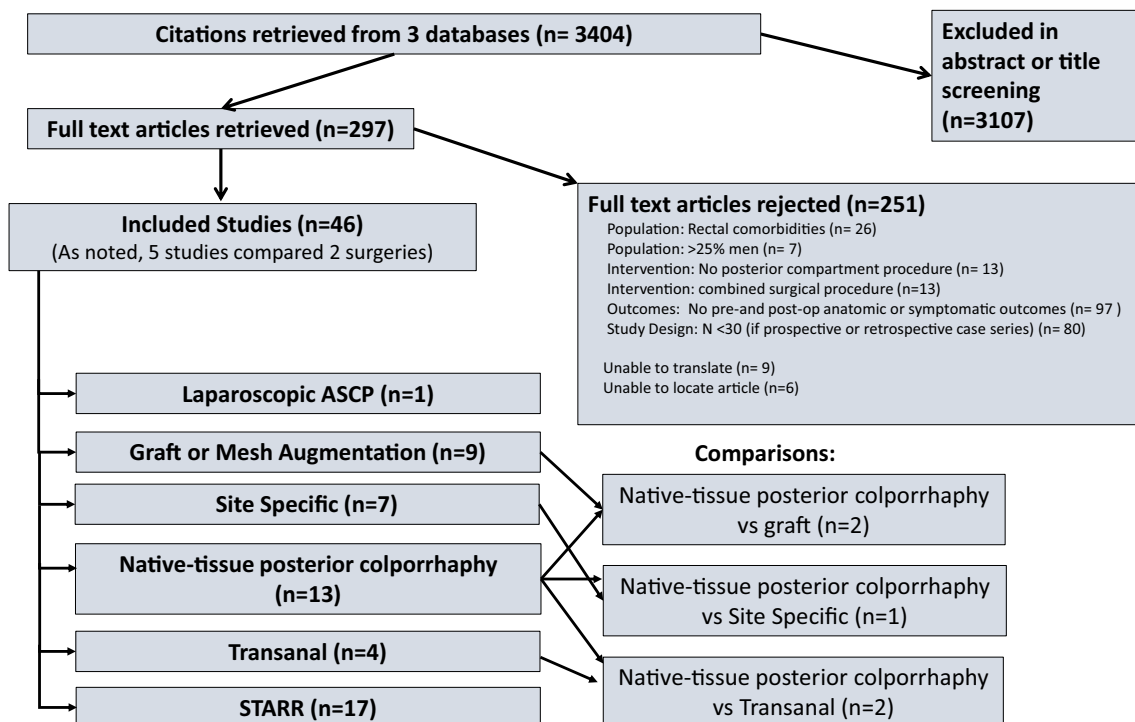 Citations retrieved from 3 databases (n= 3404)
Excluded in
abstract or title
screening
(n=3107)
Full text articles retrieved (n=297)
Included Studies (n=46)
(As noted, 5 studies compared 2 surgeries)
Full text articles rejected (n=251)
Population: Rectal comorbidities (n= 26)
Population: >25% men (n= 7)
Intervention: No posterior compartment procedure (n= 13)
Intervention: combined surgical procedure (n=13)
Outcomes: No pre-and post-op anatomic or symptomatic outcomes (n= 97 )
Study Design: N <30 (if prospective or retrospective case series) (n= 80)
Unable to translate (n= 9)
Unable to locate article (n=6)
Laparoscopic ASCP (n=1)
Graft or Mesh Augmentation (n=9)
Site Specific (n=7)
Native-tissue posterior colporrhaphy
(n=13)
Transanal (n=4)
STARR (n=17)
Comparisons:
Native-tissue posterior colporrhaphy
vs graft (n=2)
Native-tissue posterior colporrhaphy
vs Site Specific (n=1)
Native-tissue posterior colporrhaphy
vs Transanal (n=2)